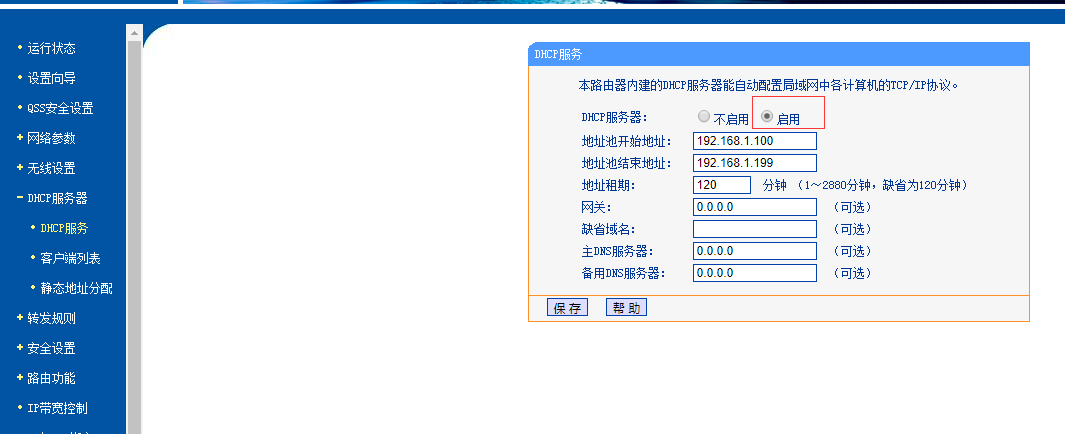 运行状态
设置向导
QSS安全设置
网络参数
无线设置
DHCP服务器
DHCP服务
客户端列表
静态地址分配
转发规则
安全设置
路由功能
IP带宽控制
DHCP服务
本路由器内建的DHCP服务器能自动配置局域网中各计算机的TCP/IP协议。
DHCP服务器: 不启用 启用
地址池开始地址: 192.168.1.100
地址池结束地址: 192.168.1.199
地址租期: 120 分钟 (1~2880分钟,缺省为120分钟)
网关: 0.0.0.0 (可选)
缺省域名: (可选)
主DNS服务器: 0.0.0.0 (可选)
备用DNS服务器: 0.0.0.0 (可选)
保存 帮助